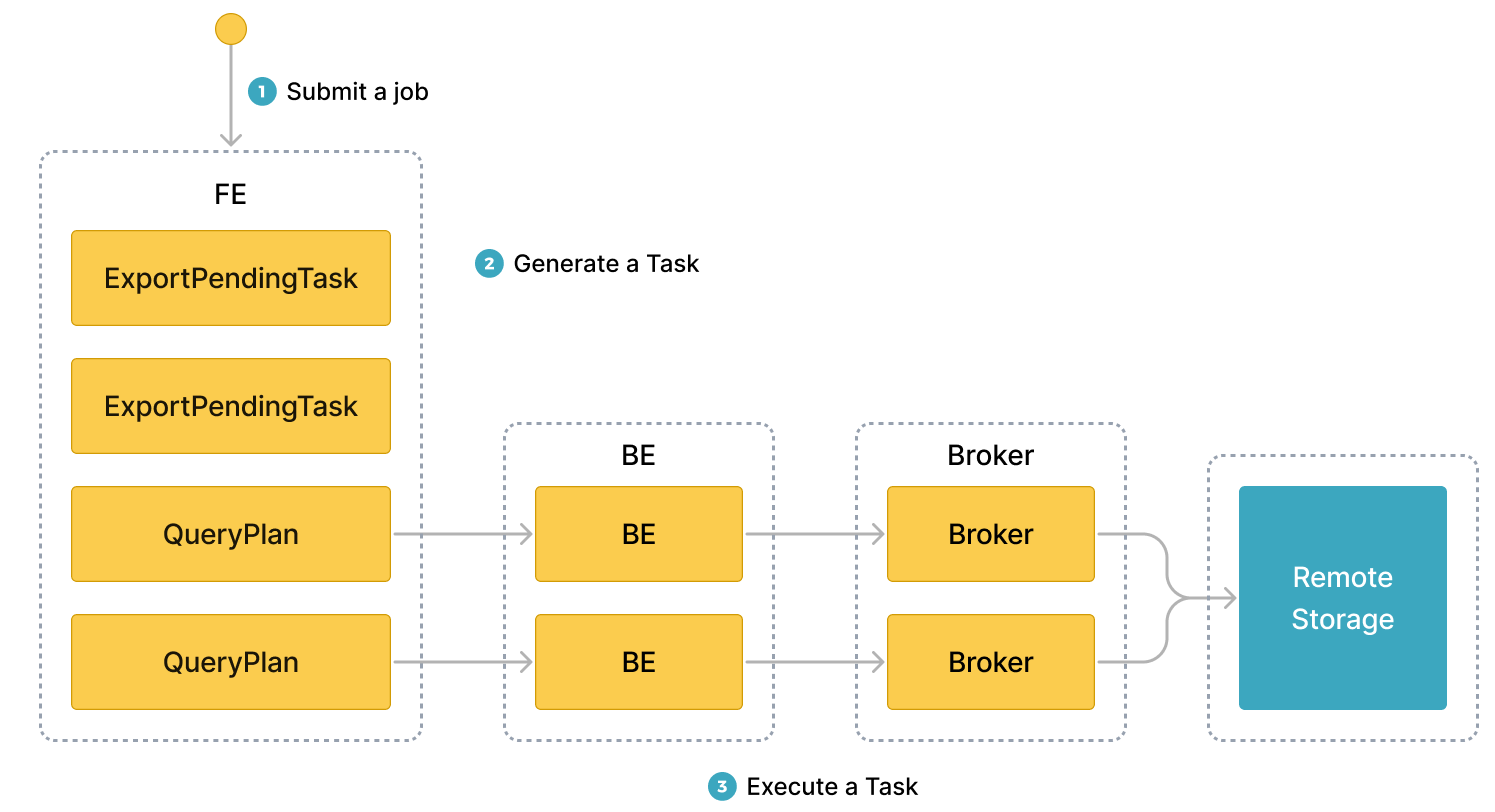 1 Submit a job
FE
ExportPendingTask
2 Generate a Task
ExportPendingTask
BE
Broker
QueryPlan
BE
Broker
Remote
Storage
QueryPlan
BE
Broker
3 Execute a Task